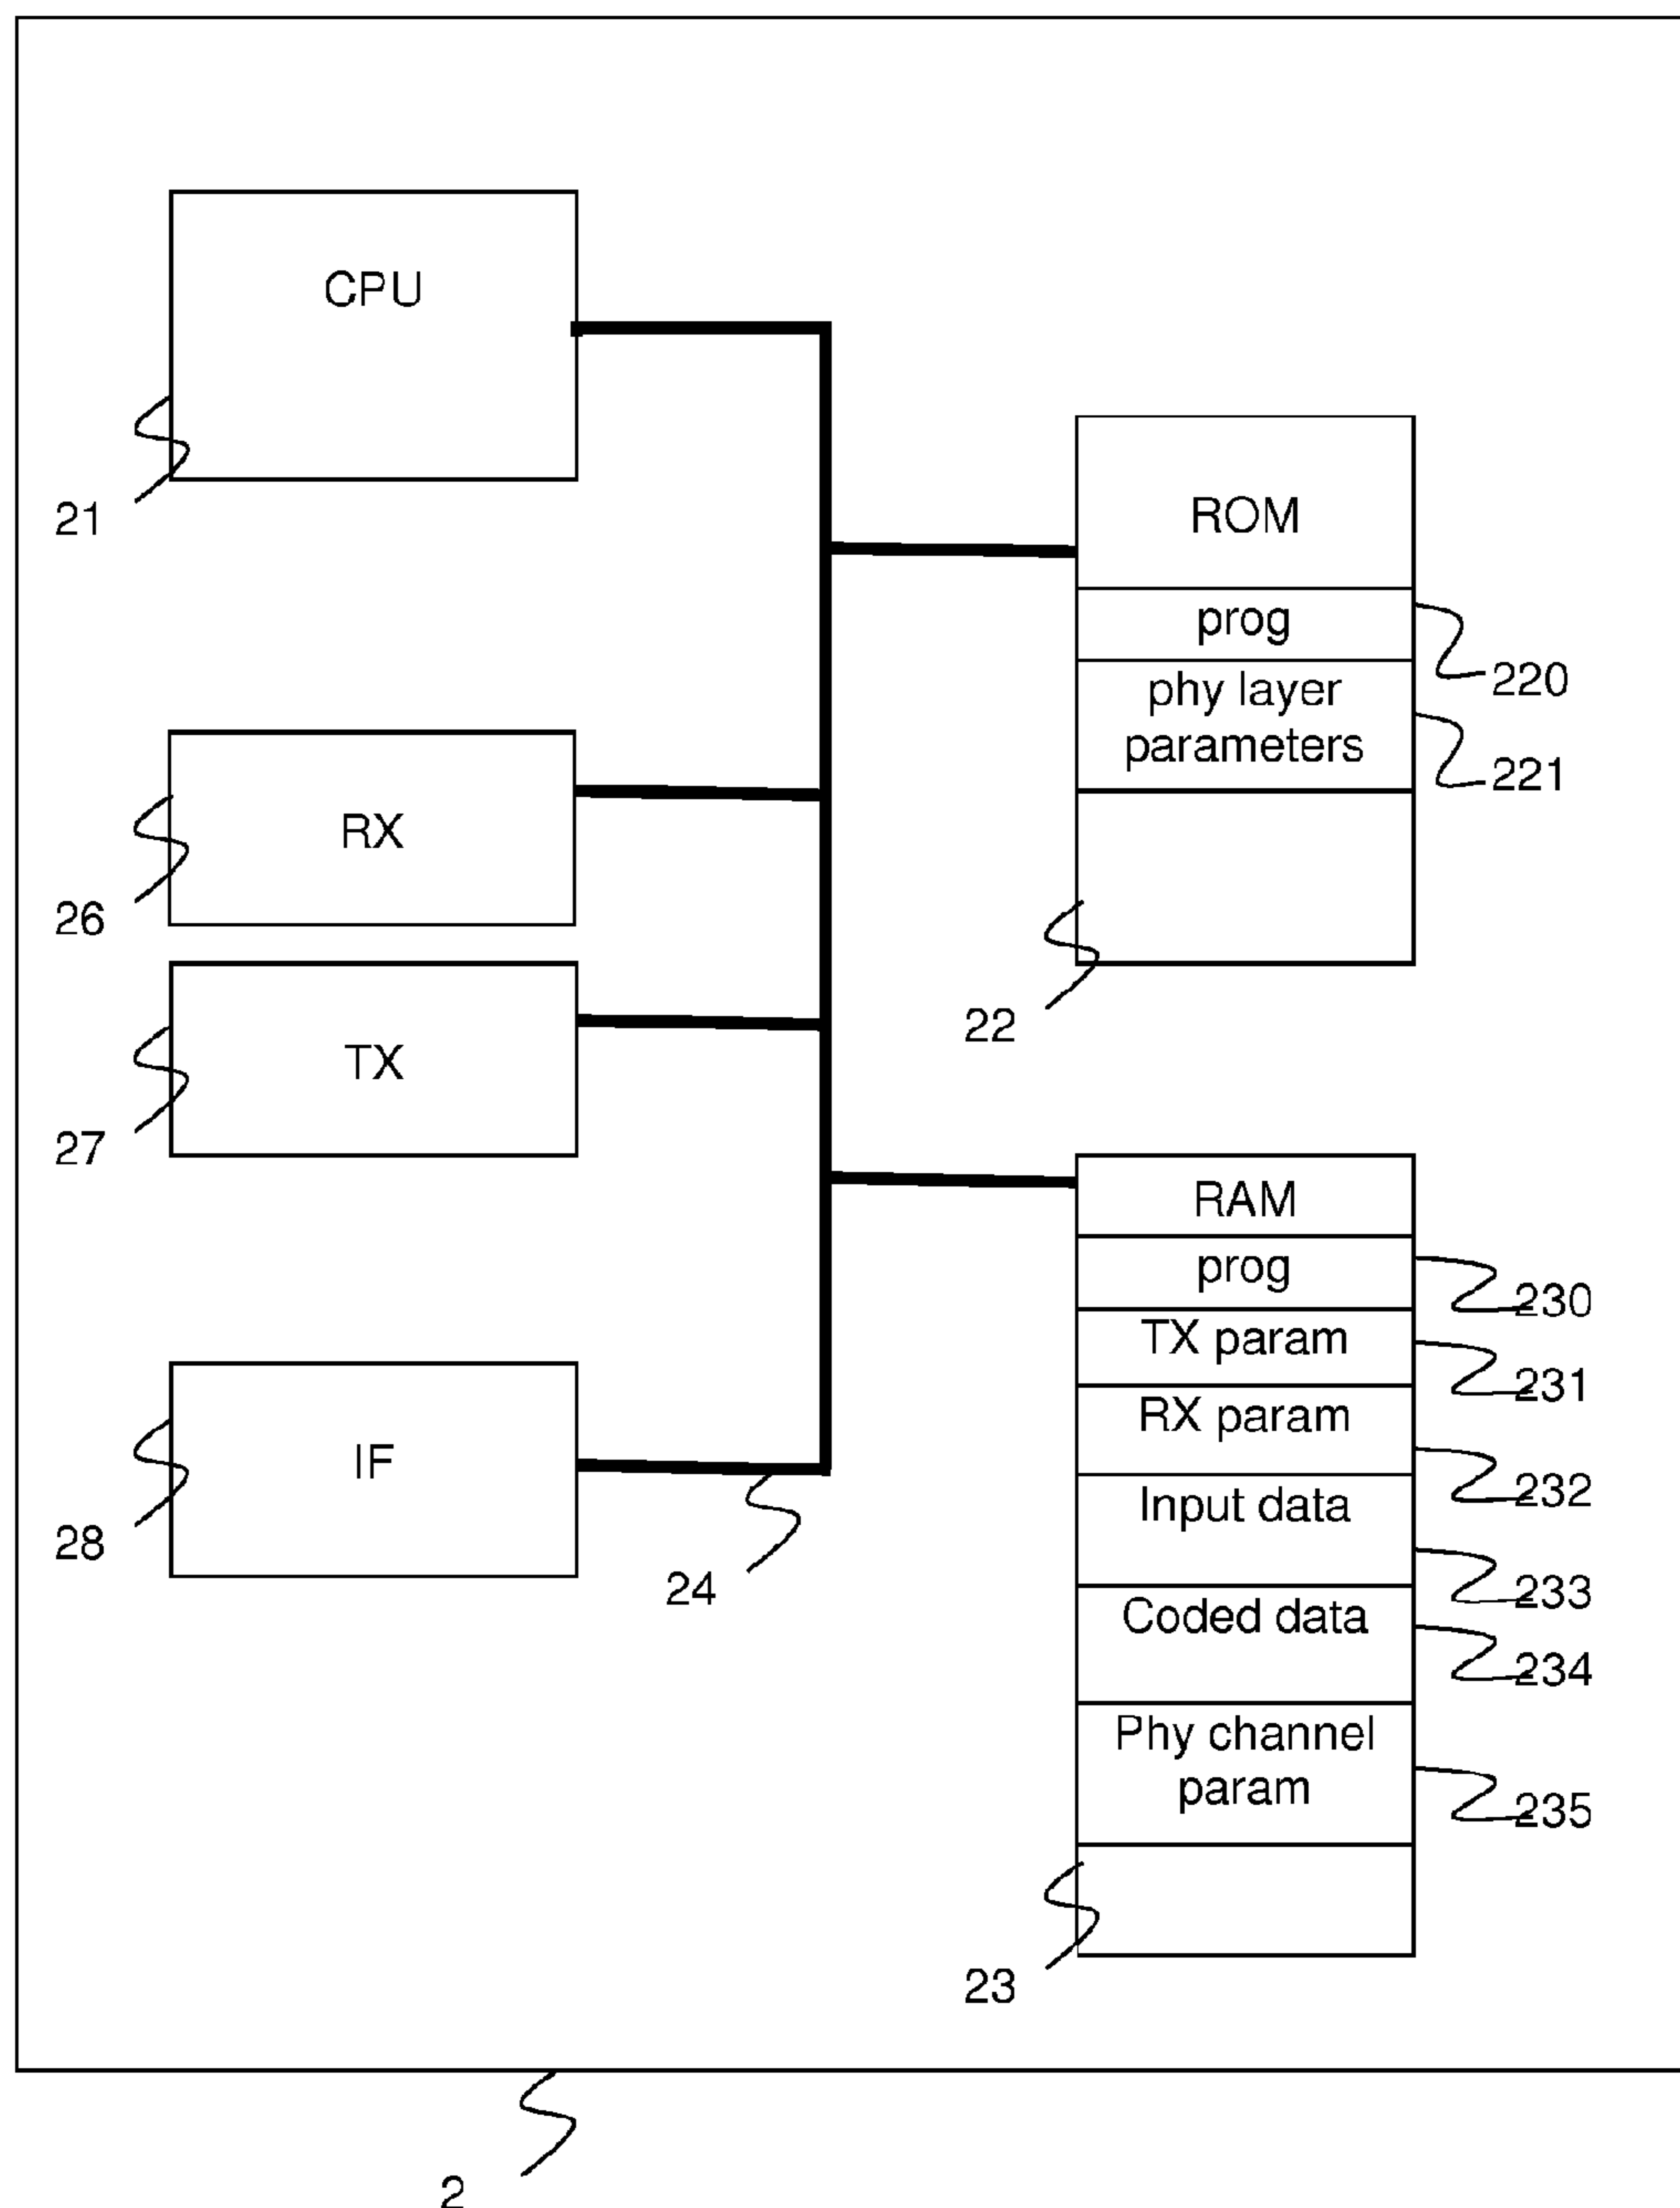 CPU
21
ROM
prog
220
phy layer
parameters
221
RX
26
22
TX
27
RAM
prog
230
TX param
231
RX param
232
IF
28
24
Input data
233
Coded data
234
Phy channel
param
235
23
2